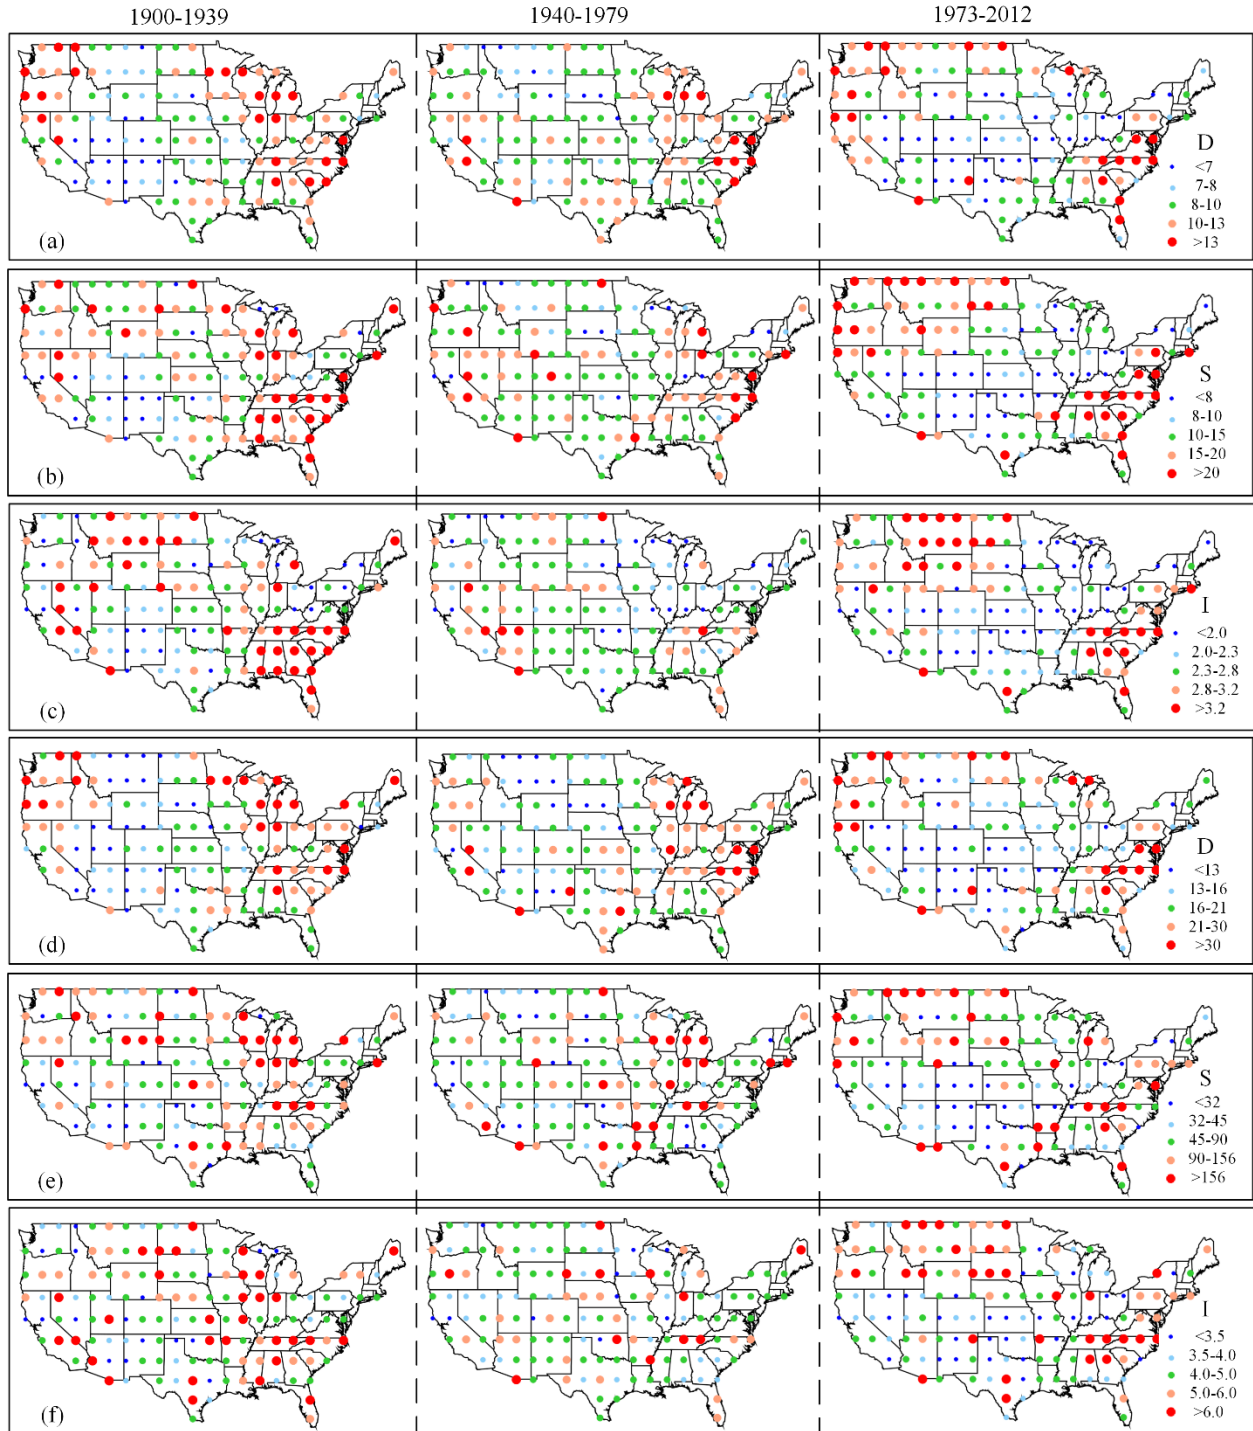 1900-1939 1940-1979 1973-2012
D
<7
7-8
8-10
10-13
>13
(a)
S
<8
8-10
10-15
15-20
>20
(b)
I
<2.0
2.0-2.3
2.3-2.8
2.8-3.2
>3.2
(c)
D
<13
13-16
16-21
21-30
>30
(d)
S
<32
32-45
45-90
90-156
>156
(e)
I
<3.5
3.5-4.0
4.0-5.0
5.0-6.0
>6.0
(f)